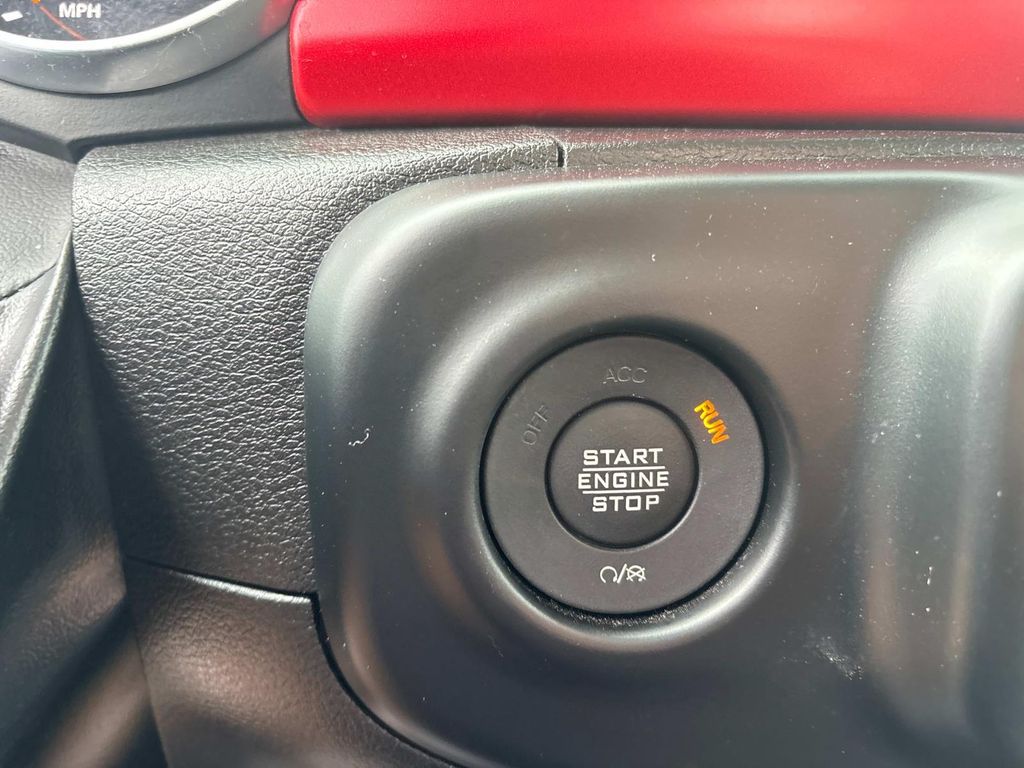 MPH
ACC
OFF
RUN
START
ENGINE
STOP